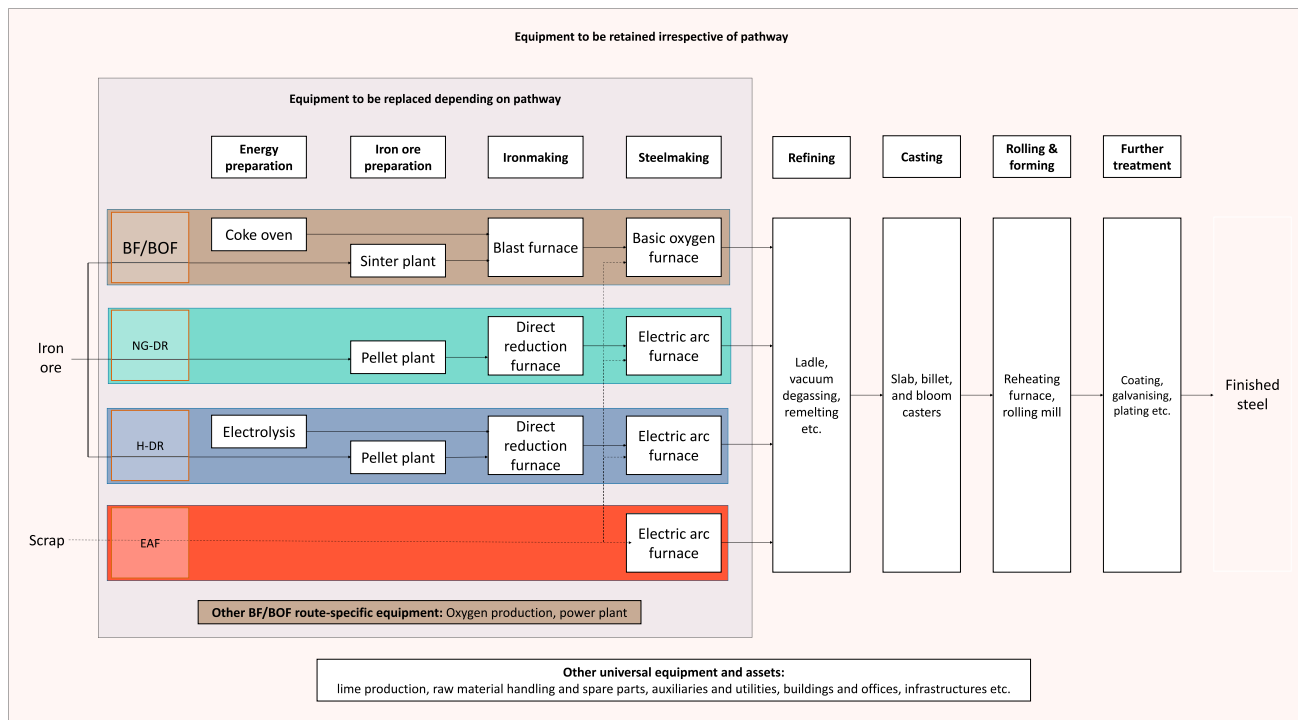 Equipment to be retained irrespective of pathway
Equipment to be replaced depending on pathway
Energy
preparation
Iron ore
preparation
Ironmaking
Steelmaking
Refining
Casting
Rolling &
forming
Further
treatment
BF/BOF
Coke oven
Sinter plant
Blast furnace
Basic oxygen
furnace
Iron
ore
NG-DR
Pellet plant
Direct
reduction
furnace
Electric arc
furnace
H-DR
Electrolysis
Pellet plant
Direct
reduction
furnace
Electric arc
furnace
Scrap
EAF
Electric arc
furnace
Ladle,
vacuum
degassing,
remelting
etc.
Slab, billet,
and bloom
casters
Reheating
furnace,
rolling mill
Coating,
galvanising,
plating etc.
Finished
steel
Other BF/BOF route-specific equipment: Oxygen production, power plant
Other universal equipment and assets:
lime production, raw material handling and spare parts, auxiliaries and utilities, buildings and offices, infrastructures etc.